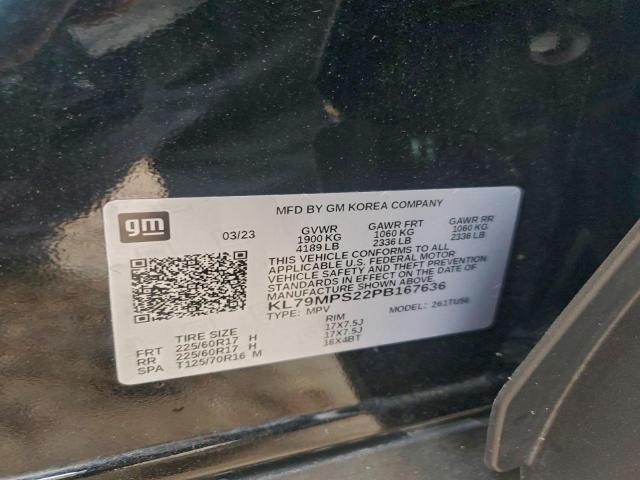 MFD BY GM KOREA COMPANY
gm
03/23 GVWR GAWR FRT GAWR RR
1900 KG 1060 KG 1060 KG
4189 LB 2336 LB 2336 LB
THIS VEHICLE CONFORMS TO ALL
APPLICABLE U.S. FEDERAL MOTOR
VEHICLE SAFETY AND THEFT PREVENTION
STANDARDS IN EFFECT ON THE DATE OF
MANUFACTURE SHOWN ABOVE.
KL79MPS22PB167636
TYPE: MPV MODEL:
TIRE SIZE RIM
FRT 225/60R17 H 17X7.5J
RR 225/60R17 H 17X7.5J
SPA T125/70R16 M 16X4BT